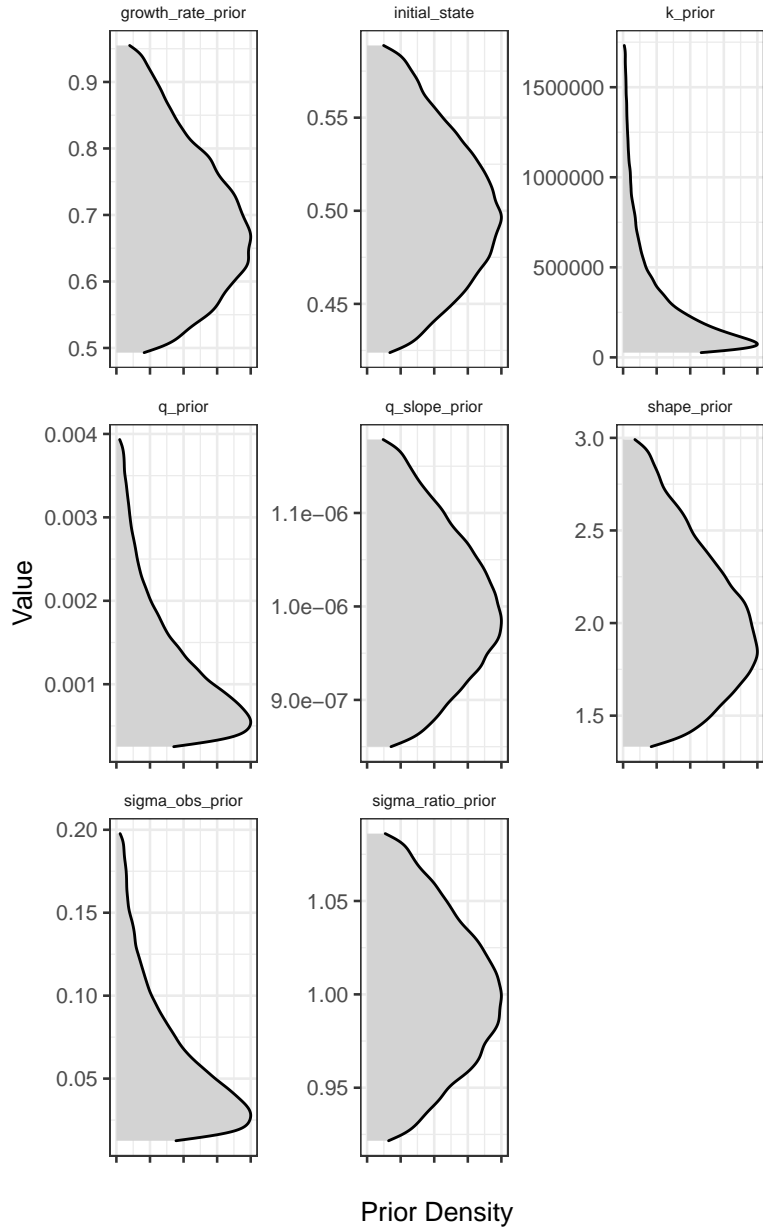 growth_rate_prior
initial_state
k_prior
0.9
0.8
0.7
0.6
0.5
0.55
0.50
0.45
1500000
1000000
500000
0
q_prior
q_slope_prior
shape_prior
0.004
0.003
0.002
0.001
1.1e−06
1.0e−06
9.0e−07
3.0
2.5
2.0
1.5
Value
sigma_obs_prior
sigma_ratio_prior
0.20
0.15
0.10
0.05
1.05
1.00
0.95
Prior Density